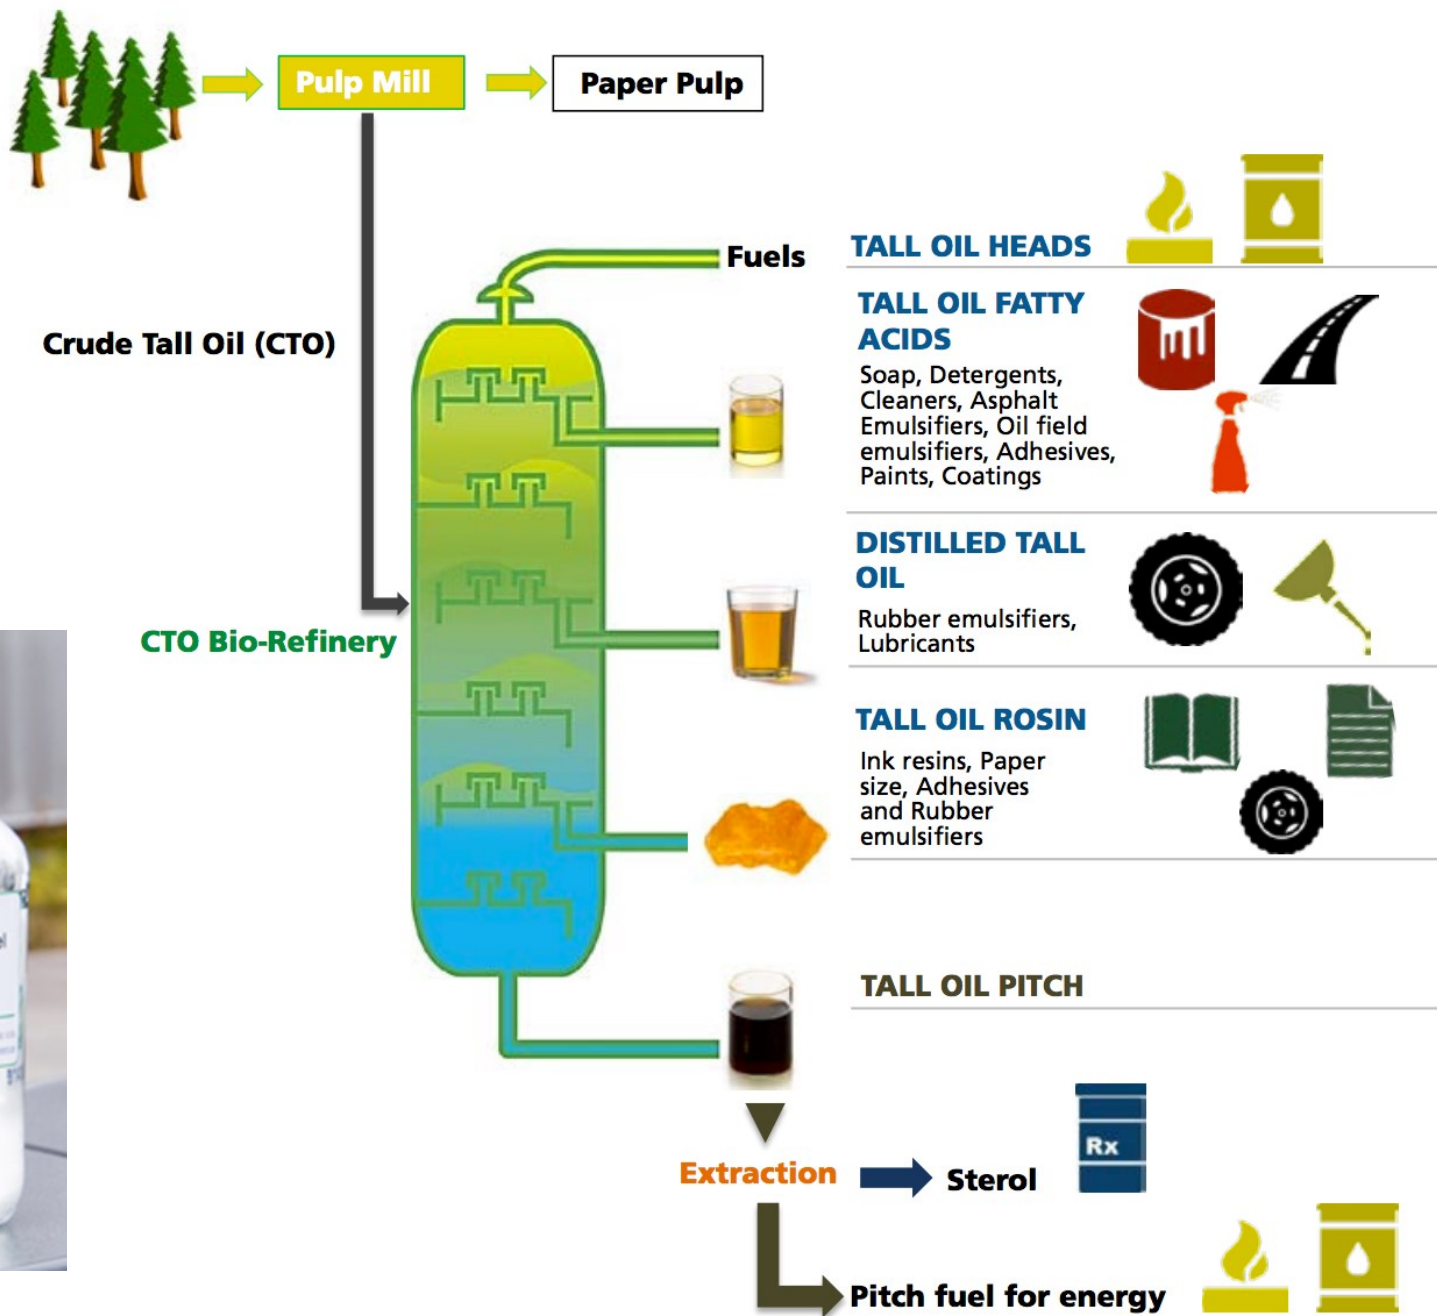 Pulp Mill
Paper Pulp
Fuels
TALL OIL HEADS
Crude Tall Oil (CTO)
TALL OIL FATTY
ACIDS
Soap, Detergents,
Cleaners, Asphalt
Emulsifiers, Oil field
emulsifiers, Adhesives,
Paints, Coatings
DISTILLED TALL
OIL
Rubber emulsifiers,
Lubricants
CTO Bio-Refinery
TALL OIL ROSIN
Ink resins, Paper
size, Adhesives
and Rubber
emulsifiers
TALL OIL PITCH
Rx
Extraction
Sterol
Pitch fuel for energy